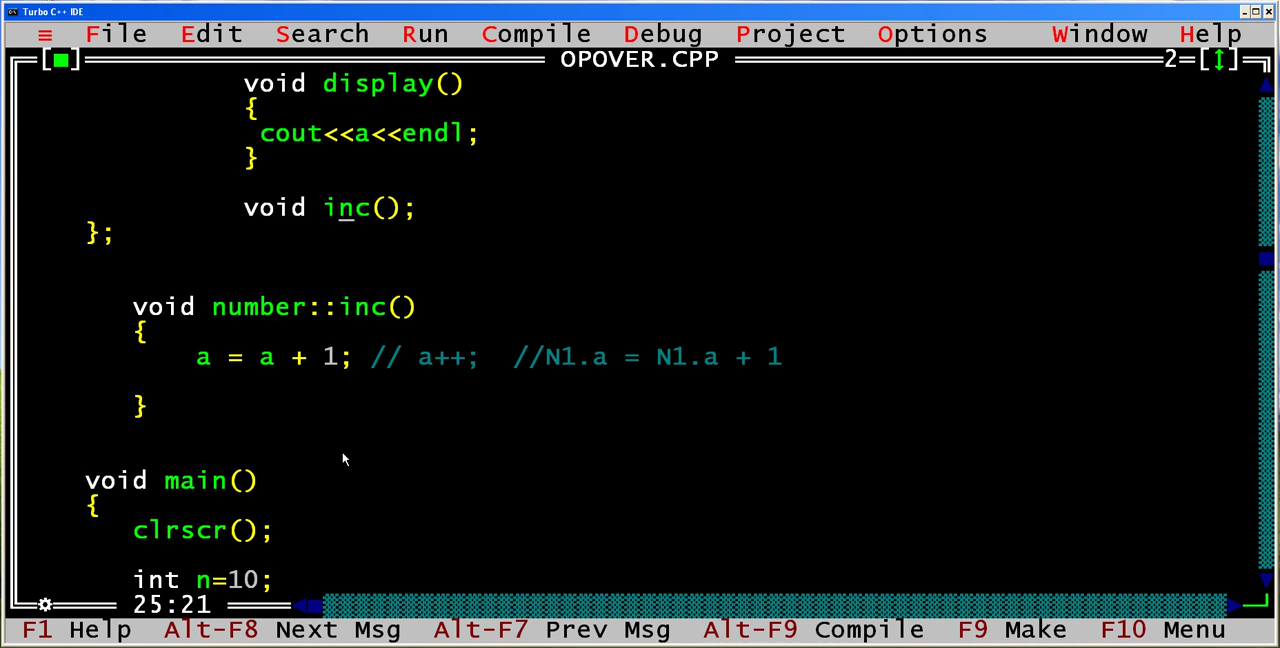 Turbo C++ IDE
≡ File Edit Search Run Compile Debug Project Options Window Help
[■] OPOVER.CPP 2=[↕]
void display()
{
cout<<a<<endl;
}
void inc();
};
void number::inc()
{
a = a + 1; // a++; //N1.a = N1.a + 1
}
void main()
{
clrscr();
int n=10;
25:21
F1 Help Alt-F8 Next Msg Alt-F7 Prev Msg Alt-F9 Compile F9 Make F10 Menu